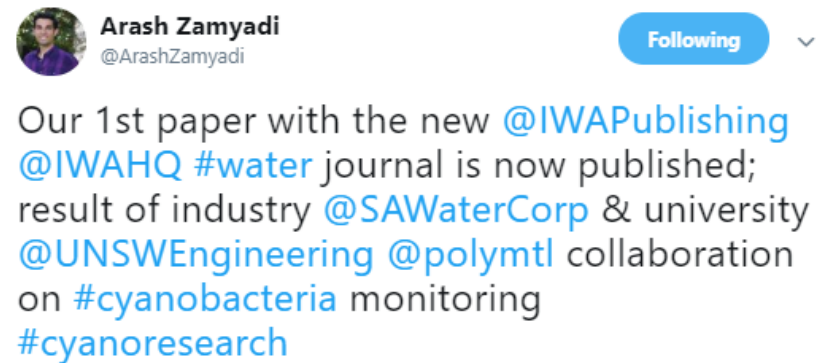 Arash Zamyadi
@ArashZamyadi
Following
Our 1st paper with the new @IWAPublishing
@IWAHQ #water journal is now published;
result of industry @SAWaterCorp & university
@UNSWEngineering @polymtl collaboration
on #cyanobacteria monitoring
#cyanoresearch